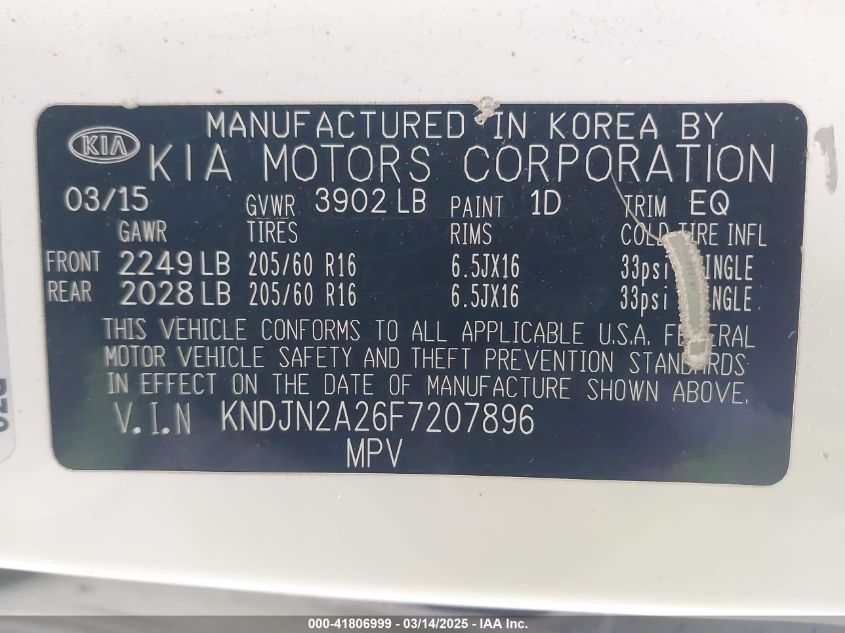 MANUFACTURED IN KOREA BY
KIA KIA MOTORS CORPORATION
03/15 GVWR 3902 LB PAINT 1D TRIM EQ
GAWR TIRES RIMS COLD TIRE INFL
FRONT 2249 LB 205/60 R16 6.5JX16 33psi
REAR 2028 LB 205/60 R16 6.5JX16 33psi
THIS VEHICLE CONFORMS TO ALL APPLICABLE U.S.A. FEDERAL
MOTOR VEHICLE SAFETY AND THEFT PREVENTION STANDARDS
IN EFFECT ON THE DATE OF MANUFACTURE SHOWN ABOVE.
V.I.N KNDJN2A26F7207896
MPV
000-41806999 - 03/14/2025 - IAA Inc.